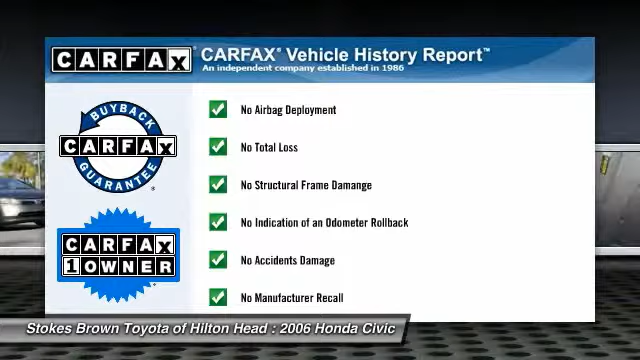 CARFAX
CARFAX® Vehicle History Report™
An independent company established in 1986
BUYBACK
CARFAX
GUARANTEE
®
CARFAX
1 OWNER
No Airbag Deployment
No Total Loss
No Structural Frame Damange
No Indication of an Odometer Rollback
No Accidents Damage
No Manufacturer Recall
Stokes Brown Toyota of Hilton Head : 2006 Honda Civic